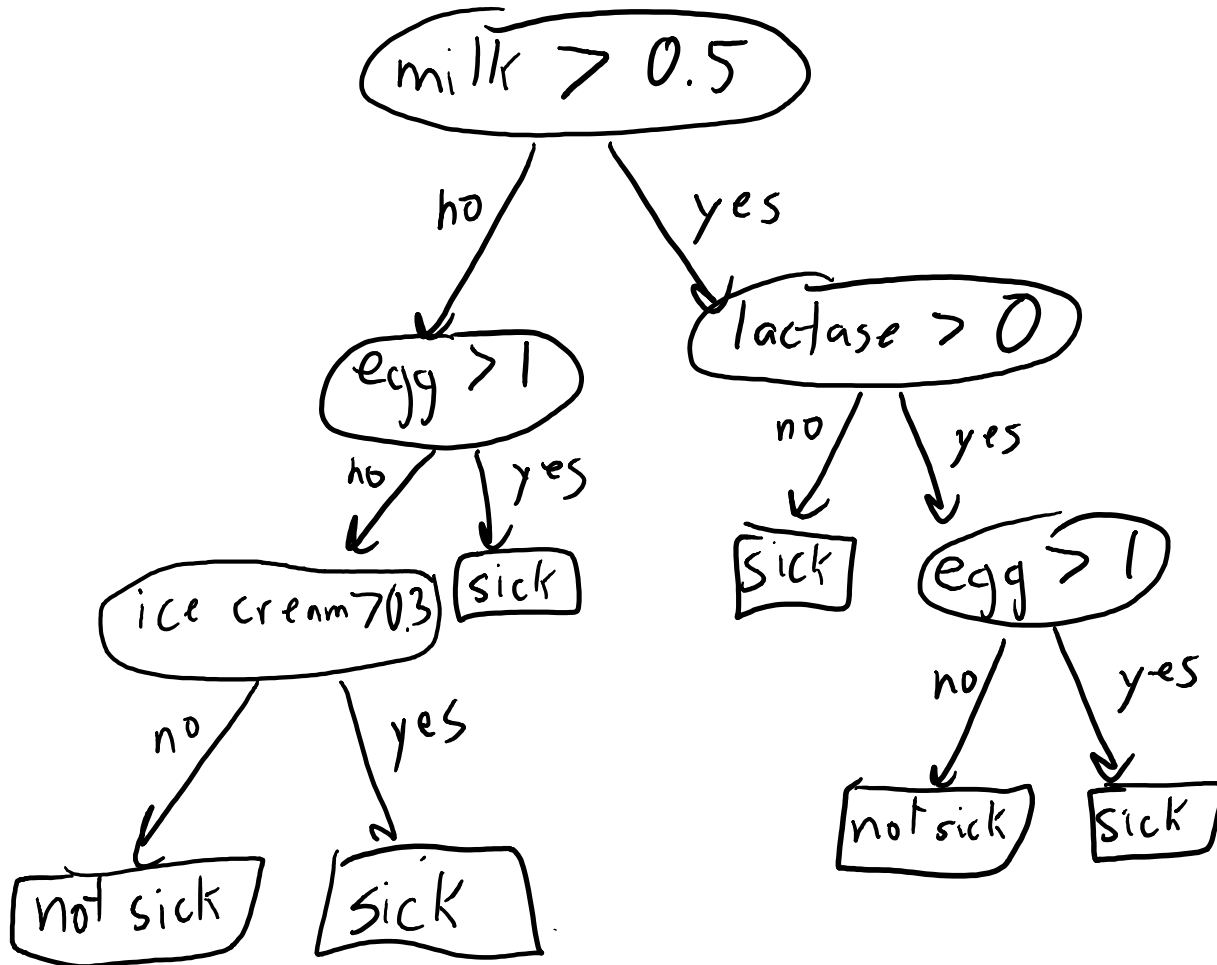 milk > 0.5
no
yes
lactase > 0
egg > 1
no
yes
no
yes
ice cream > 0.3
sick
sick
egg > 1
no
yes
no
yes
not sick
sick
not sick
sick